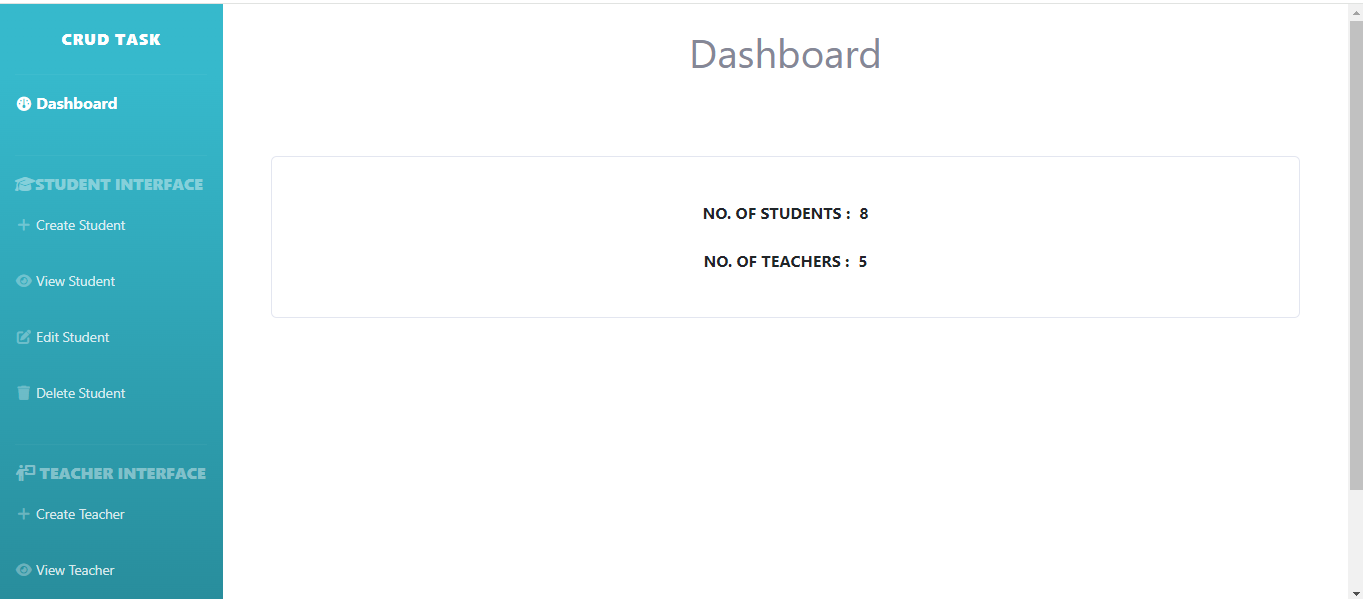 CRUD TASK
Dashboard
STUDENT INTERFACE
Create Student
View Student
Edit Student
Delete Student
TEACHER INTERFACE
Create Teacher
View Teacher
Dashboard
NO. OF STUDENTS : 8
NO. OF TEACHERS : 5